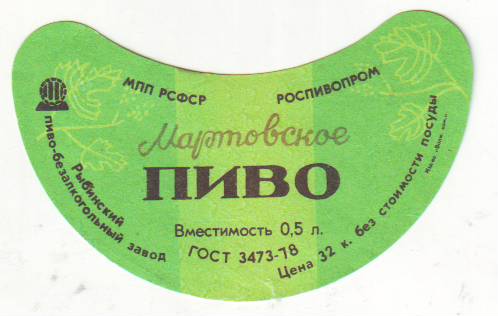 МПП РСФСР
РОСПИВОПРОМ
Мартовское
ПИВО
Вместимость 0,5 л.
ГОСТ 3473-78
Рыбинский
пиво-безалкогольный завод
Цена 32 к. без стоимости посуды